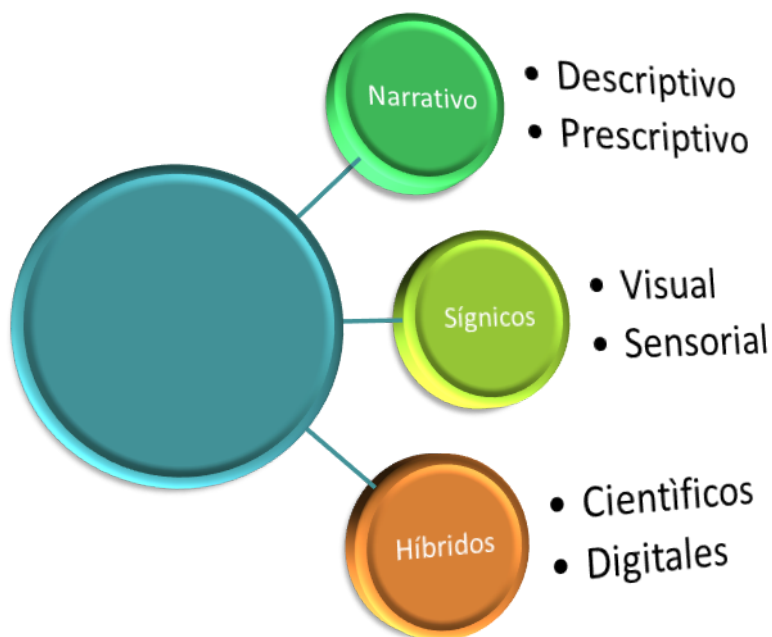 Narrativo
• Descriptivo
• Prescriptivo
Sígnicos
• Visual
• Sensorial
Híbridos
• Cientìficos
• Digitales